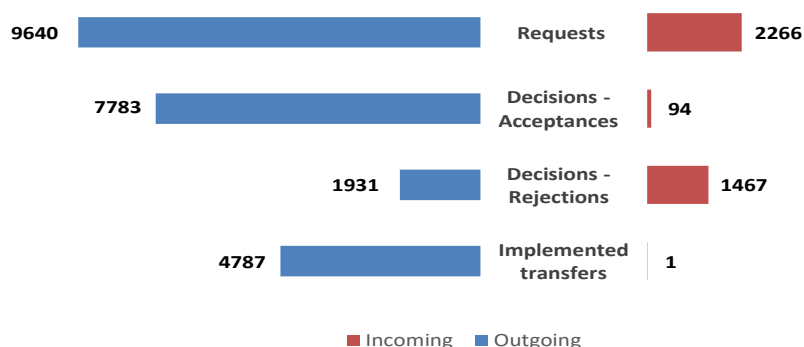 9640 Requests 2266
7783 Decisions -
Acceptances 94
1931 Decisions -
Rejections 1467
4787 Implemented
transfers 1
Incoming Outgoing